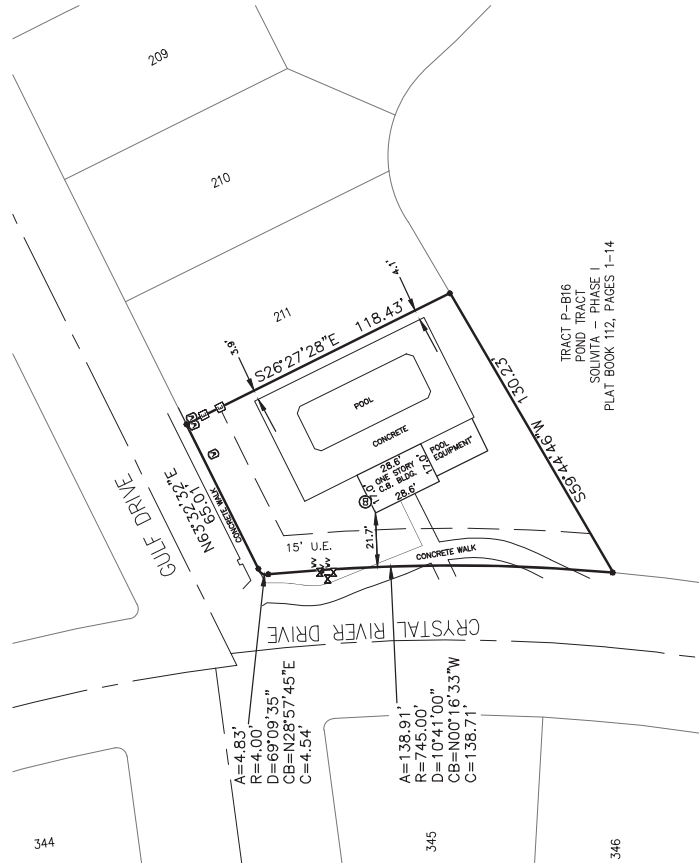 209
210
211
GULF DRIVE
N63°32'32"E
65.01'
CONCRETE WALK
3.9'
S26°27'28"E 118.43'
4.1'
POOL
CONCRETE
POOL
EQUIPMENT
28.6'
ONE STORY
C.B. BLDG.
28.6'
17.0'
17.0'
B
21.7'
15' U.E.
CONCRETE WALK
S59°44'46"W 130.23'
TRACT P-B16
POND TRACT
SOLIVITA - PHASE I
PLAT BOOK 112, PAGES 1-14
CRYSTAL RIVER DRIVE
A=4.83'
R=4.00'
D=69°09'35"
CB=N28°57'45"E
C=4.54'
A=138.91'
R=745.00'
D=10°41'00"
CB=N00°16'33"W
C=138.71'
344
345
346